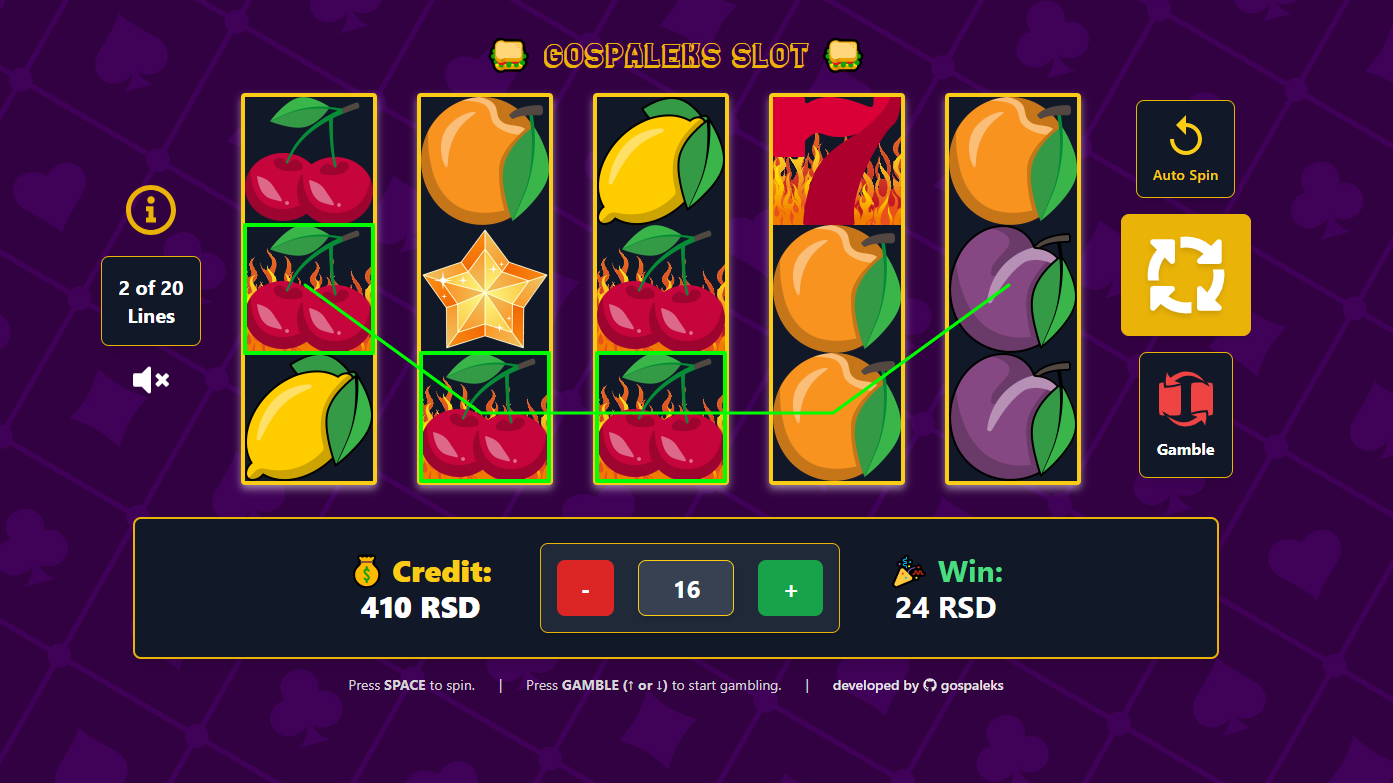 GOSPALEKS SLOT
Auto Spin
2 of 20
Lines
Gamble
Credit:
410 RSD
-
16
+
Win:
24 RSD
Press SPACE to spin. | Press GAMBLE (↑ or ↓) to start gambling. | developed by gospaleks